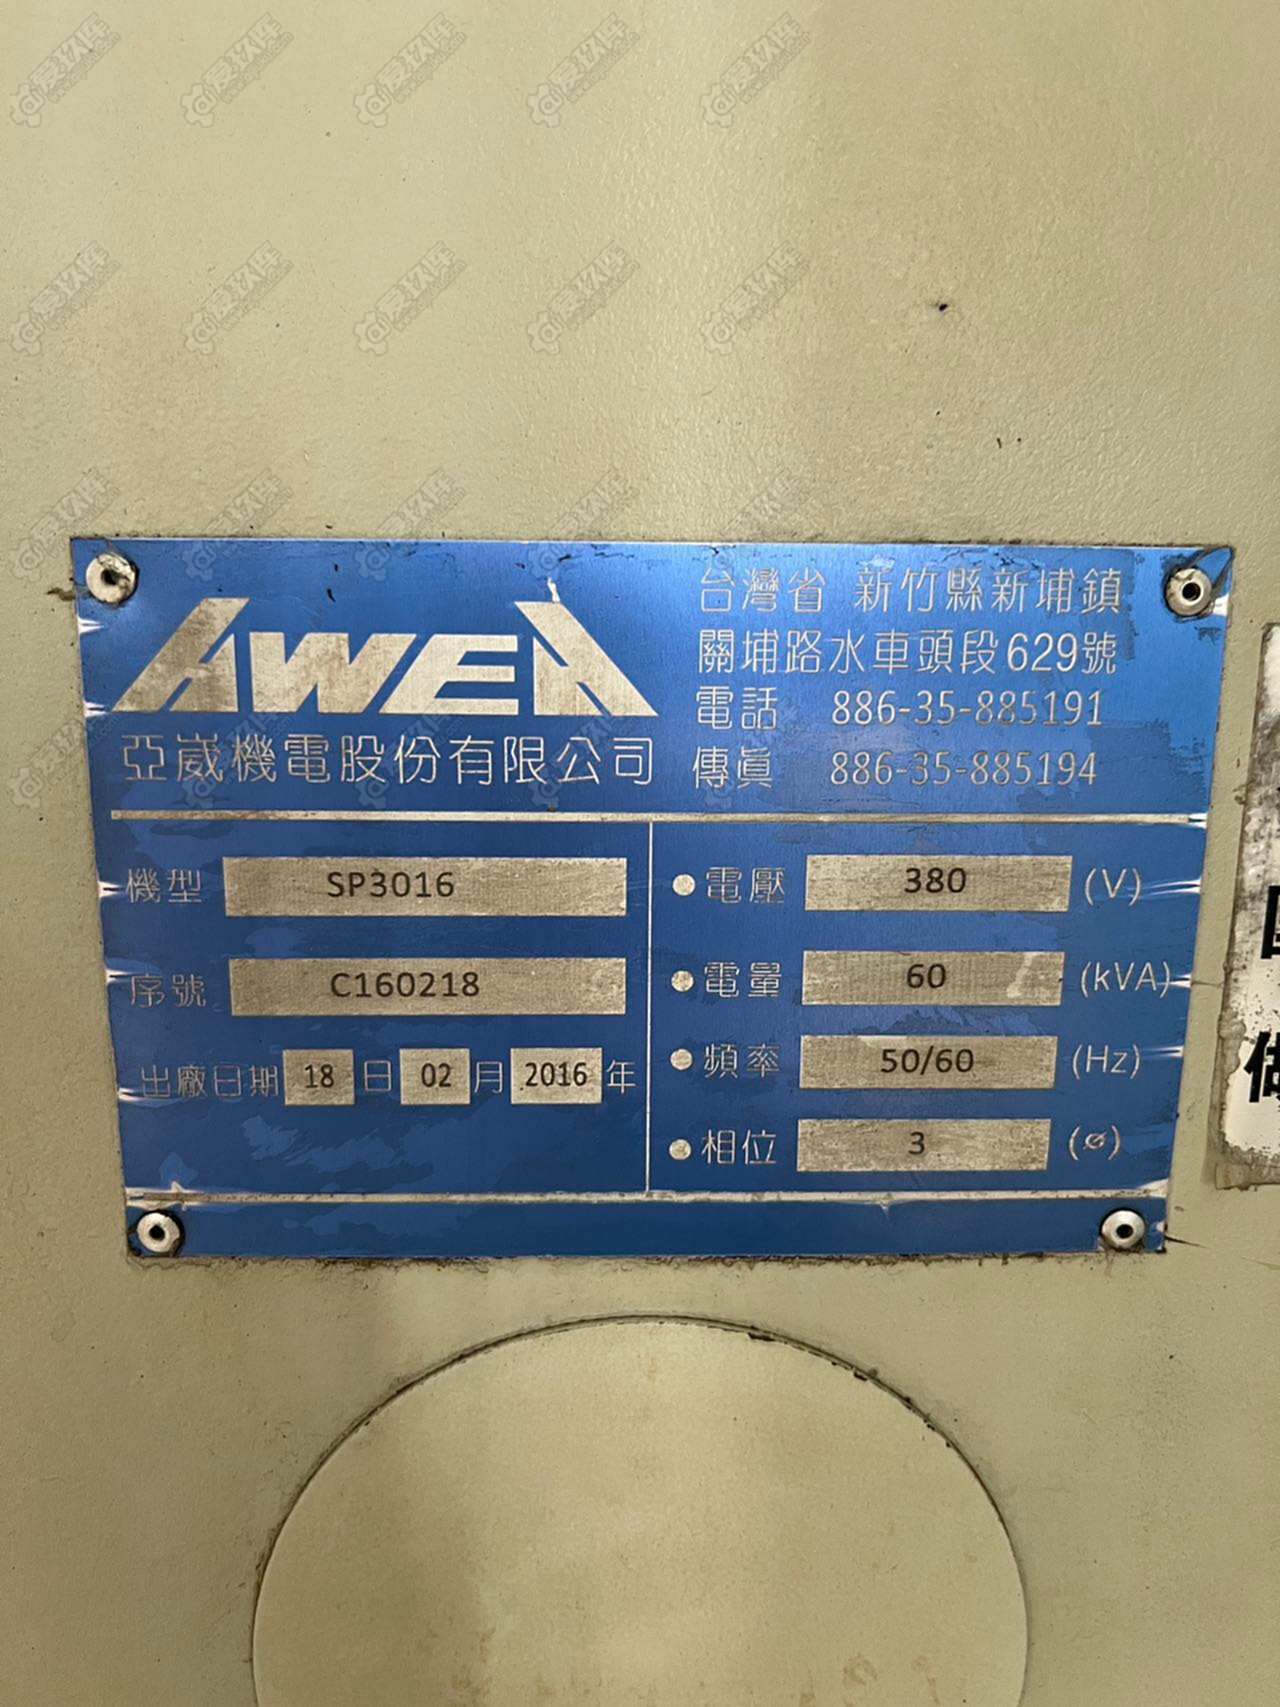 AWEA
亞崴機電股份有限公司
台灣省 新竹縣新埔鎮
關埔路水車頭段629號
電話 886-35-885191
傳眞 886-35-885194
機型 SP3016
序號 C160218
出廠日期 18 日 02 月 2016 年
電壓 380 (V)
電量 60 (kVA)
頻率 50/60 (Hz)
相位 3 (ø)